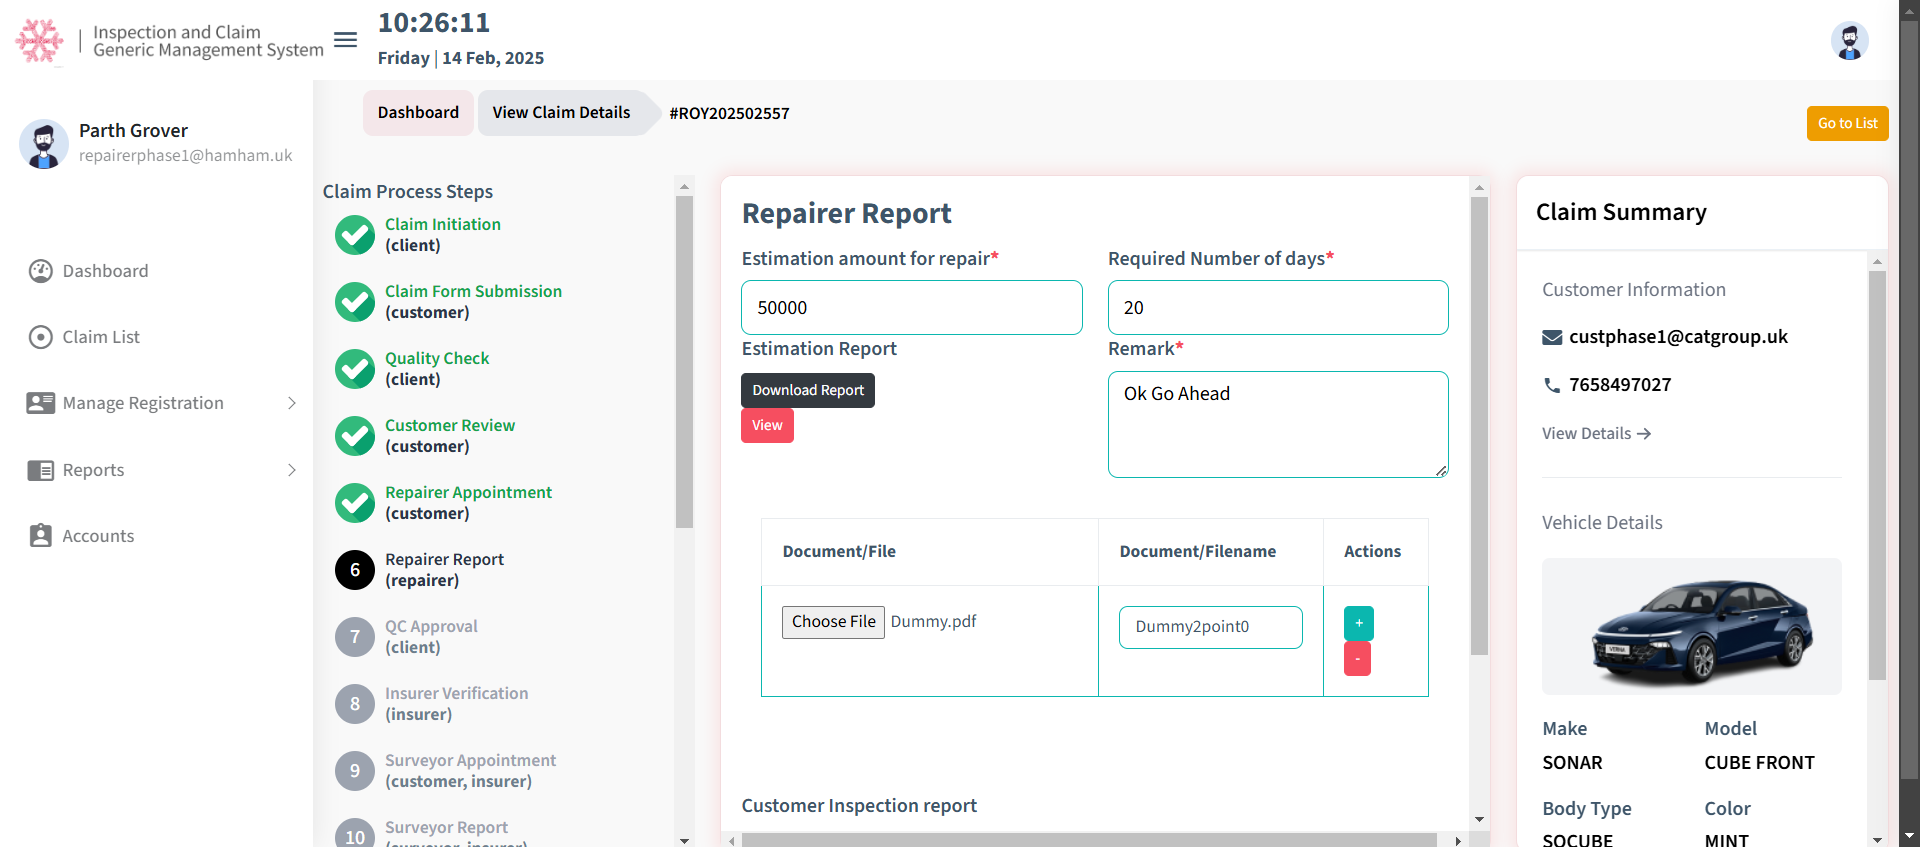 Inspection and Claim
Generic Management System
10:26:11
Friday | 14 Feb, 2025
Parth Grover
repairerphase1@hamham.uk
Dashboard
Claim List
Manage Registration
Reports
Accounts
Dashboard
View Claim Details
#ROY202502557
Go to List
Claim Process Steps
Claim Initiation
(client)
Claim Form Submission
(customer)
Quality Check
(client)
Customer Review
(customer)
Repairer Appointment
(customer)
6
Repairer Report
(repairer)
7
QC Approval
(client)
8
Insurer Verification
(insurer)
9
Surveyor Appointment
(customer, insurer)
10
Surveyor Report
(surveyor, insurer)
Repairer Report
Estimation amount for repair*
50000
Required Number of days*
20
Estimation Report
Download Report
View
Remark*
Ok Go Ahead
Document/File
Document/Filename
Actions
Choose File Dummy.pdf
Dummy2point0
+
-
Customer Inspection report
Claim Summary
Customer Information
custphase1@catgroup.uk
7658497027
View Details
Vehicle Details
VERNA
Make
Model
SONAR
CUBE FRONT
Body Type
Color
SOCUBE
MINT